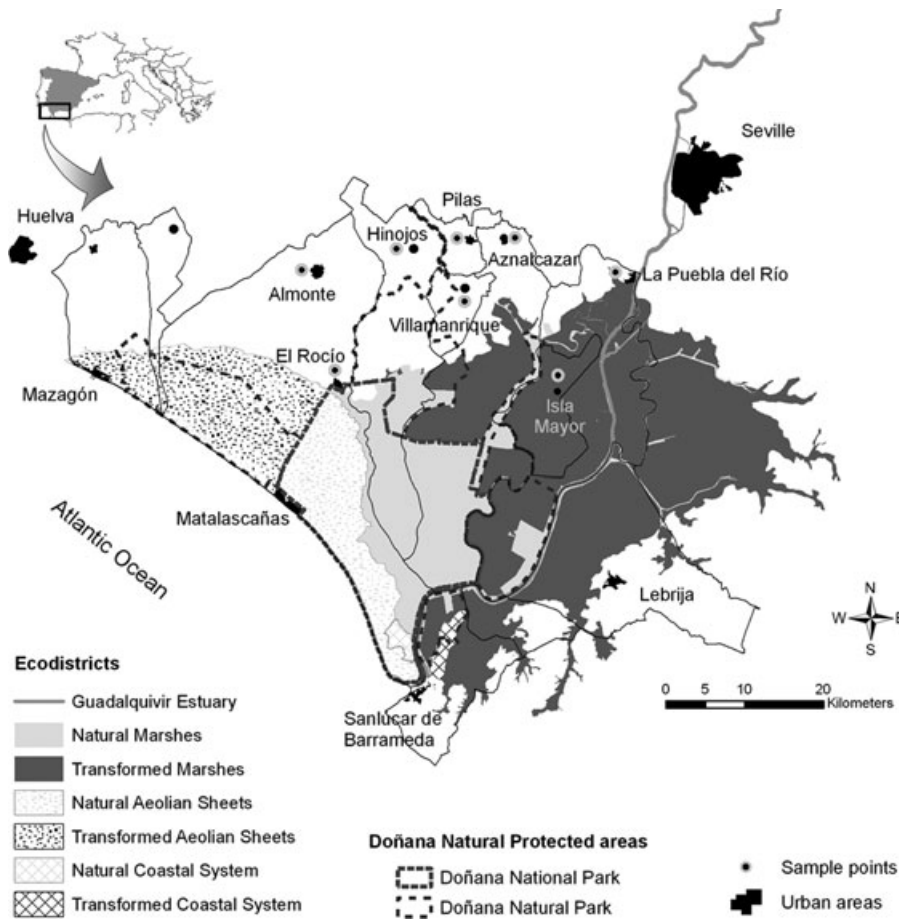 Seville
Huelva
Pilas
Hinojos
Aznalcazar
Almonte
La Puebla del Río
Villamanrique
El Rocío
Mazagón
Isla
Mayor
Matalascañas
Atlantic Ocean
Lebrija
N
W
E
S
Sanlúcar de
Barrameda
0 5 10 20
Kilometers
Ecodistricts
Guadalquivir Estuary
Natural Marshes
Transformed Marshes
Natural Aeolian Sheets
Transformed Aeolian Sheets
Natural Coastal System
Transformed Coastal System
Doñana Natural Protected areas
Doñana National Park
Doñana Natural Park
Sample points
Urban areas